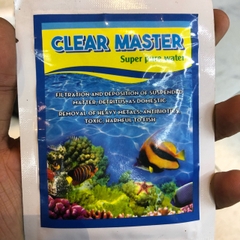 CLEAR MASTER
Super pure water
FILTRATION AND DEPOSITION OF SUSPENDED
MATTER, DETRITUS AS DOMESTIC
REMOVAL OF HEAVY METALS, ANTIBIOTICS,
TOXIC, HARMFUL TO FISH